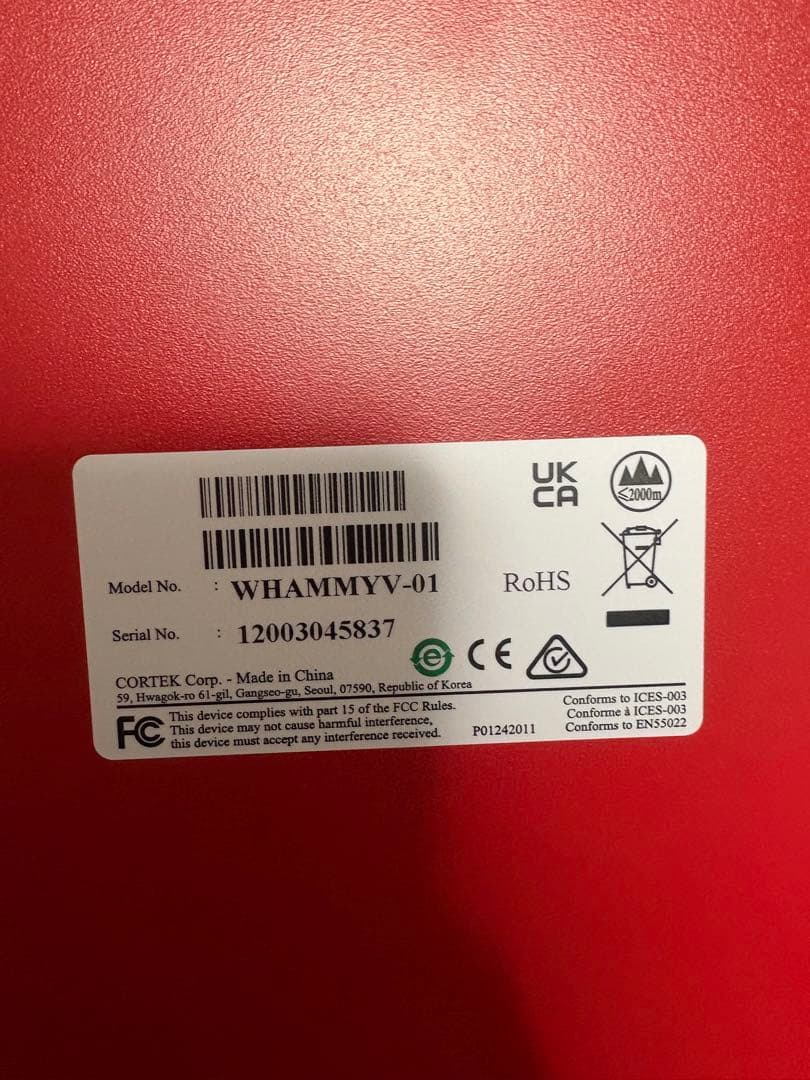 UK
CA
≤2000m
Model No. : WHAMMYV-01
RoHS
Serial No. : 12003045837
e
CE
CORTEK Corp. - Made in China
59, Hwagok-ro 61-gil, Gangseo-gu, Seoul, 07590, Republic of Korea
FC
This device complies with part 15 of the FCC Rules.
This device may not cause harmful interference,
this device must accept any interference received.
P01242011
Conforms to ICES-003
Conforme à ICES-003
Conforms to EN55022